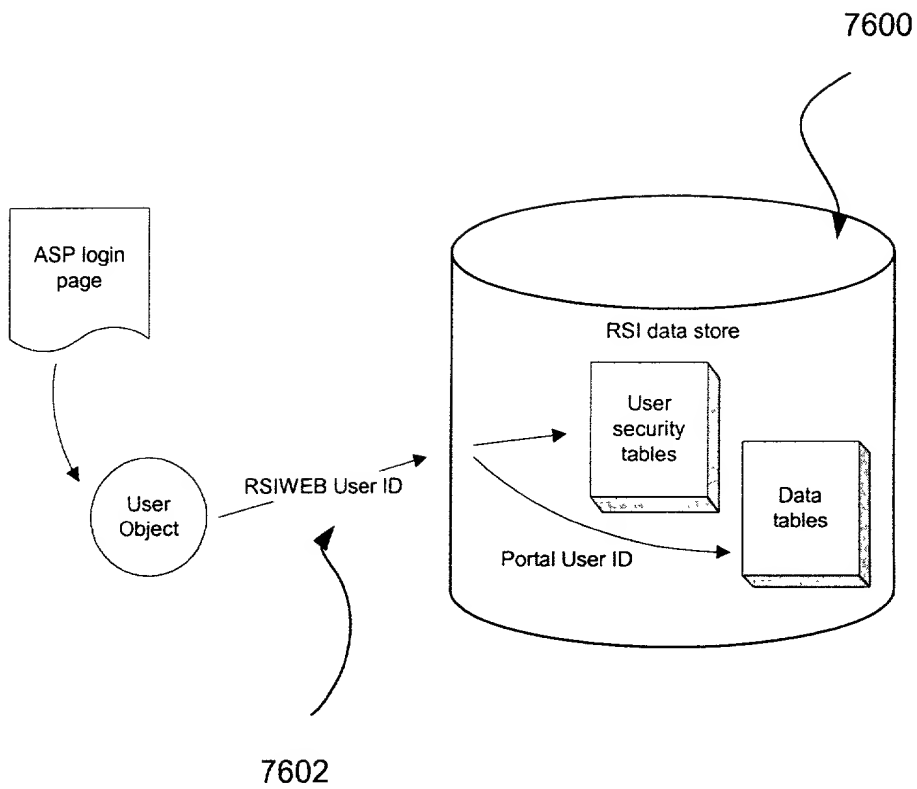 7600
ASP login
page
RSI data store
User
security
tables
RSIWEB User ID
User
Object
Data
tables
Portal User ID
7602